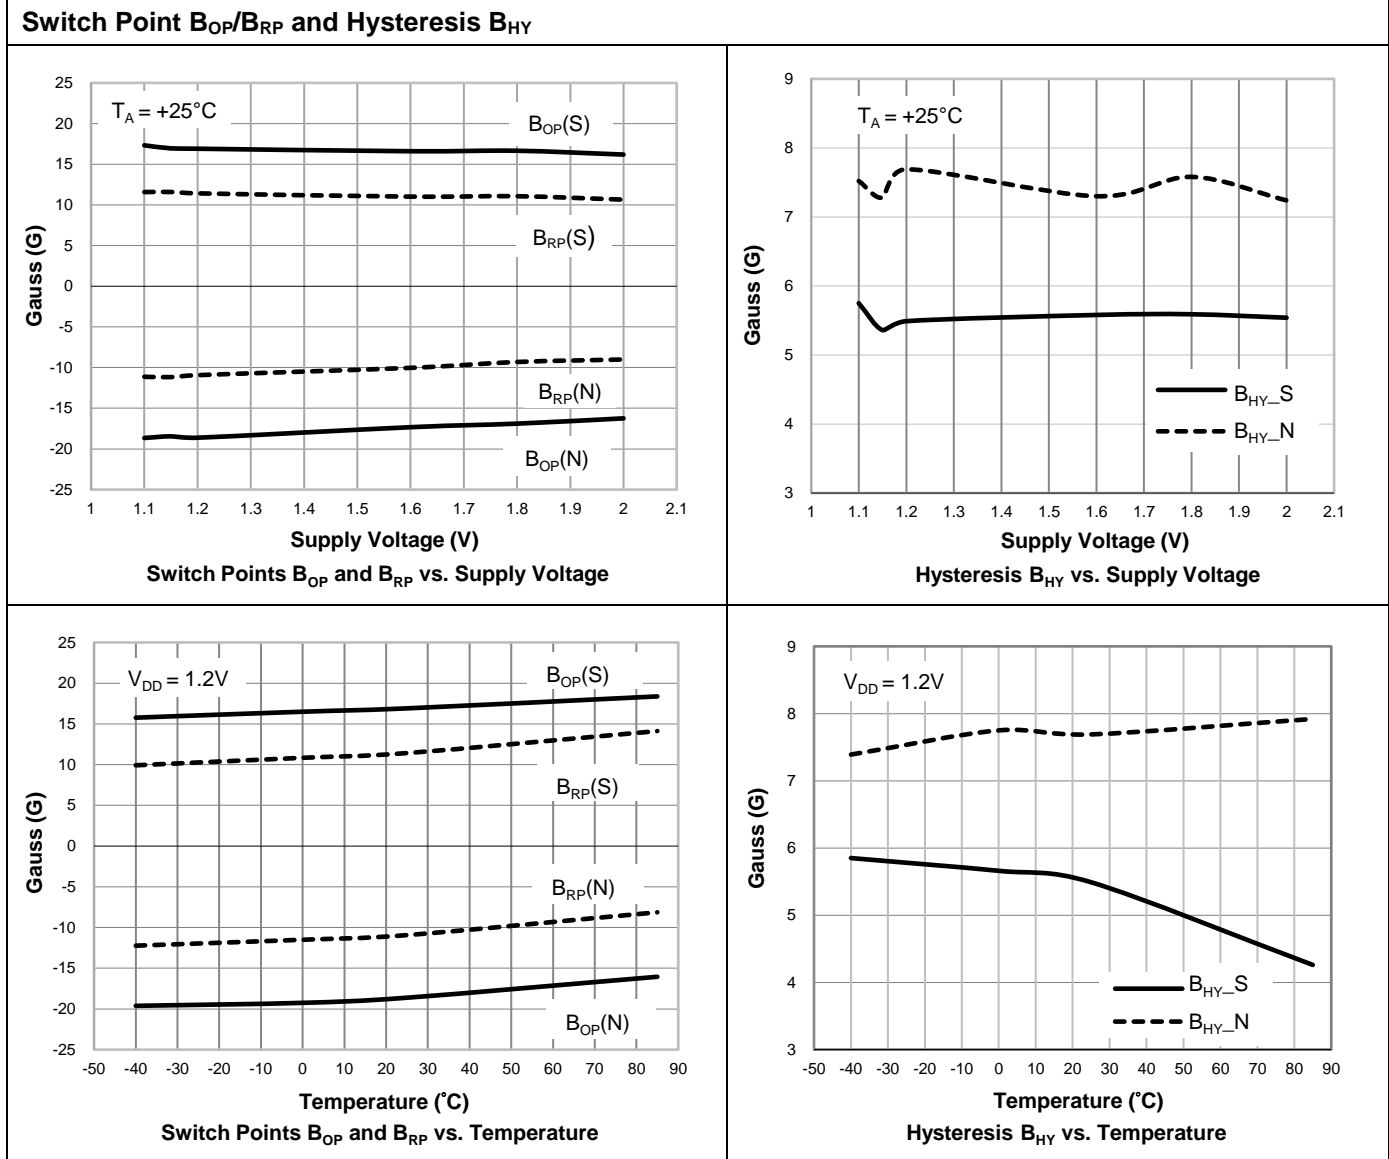 Switch Point BOP/BRP and Hysteresis BHY
25
20
15
10
5
0
-5
-10
-15
-20
-25
Gauss (G)
TA = +25°C
BOP(S)
BRP(S)
BRP(N)
BOP(N)
1 1.1 1.2 1.3 1.4 1.5 1.6 1.7 1.8 1.9 2 2.1
Supply Voltage (V)
Switch Points BOP and BRP vs. Supply Voltage
9
8
7
6
5
4
3
Gauss (G)
TA = +25°C
BHY_S
BHY_N
1 1.1 1.2 1.3 1.4 1.5 1.6 1.7 1.8 1.9 2 2.1
Supply Voltage (V)
Hysteresis BHY vs. Supply Voltage
25
20
15
10
5
0
-5
-10
-15
-20
-25
Gauss (G)
VDD = 1.2V
BOP(S)
BRP(S)
BRP(N)
BOP(N)
-50 -40 -30 -20 -10 0 10 20 30 40 50 60 70 80 90
Temperature (˚C)
Switch Points BOP and BRP vs. Temperature
9
8
7
6
5
4
3
Gauss (G)
VDD = 1.2V
BHY_S
BHY_N
-50 -40 -30 -20 -10 0 10 20 30 40 50 60 70 80 90
Temperature (˚C)
Hysteresis BHY vs. Temperature